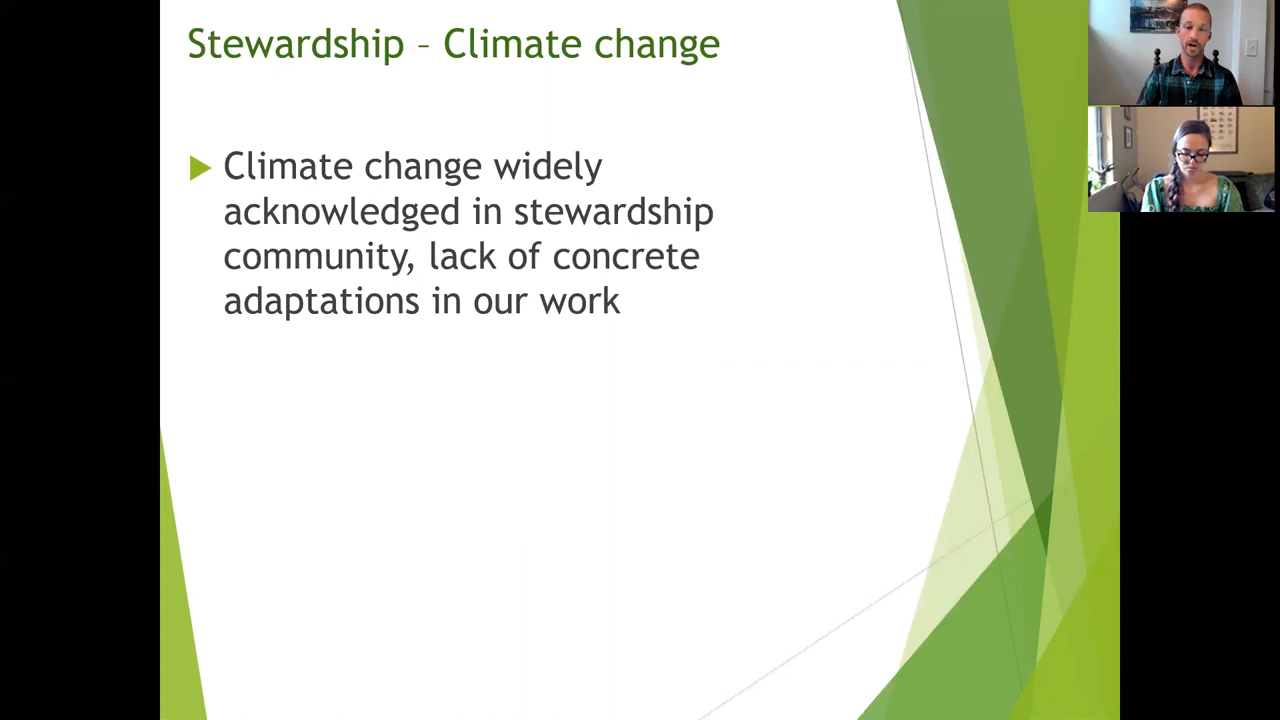 Stewardship – Climate change
Climate change widely
acknowledged in stewardship
community, lack of concrete
adaptations in our work